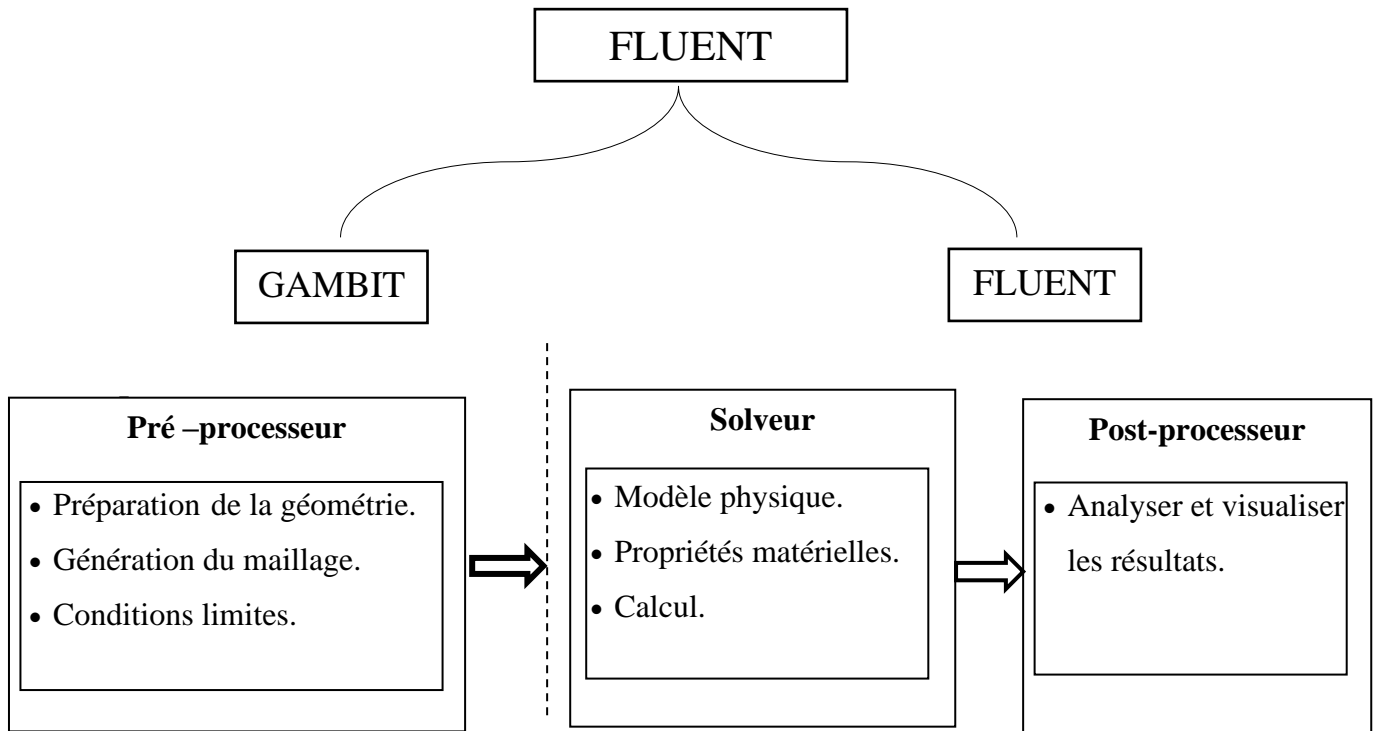 FLUENT
GAMBIT
FLUENT
Pré –processeur
• Préparation de la géométrie.
• Génération du maillage.
• Conditions limites.
Solveur
• Modèle physique.
• Propriétés matérielles.
• Calcul.
Post-processeur
• Analyser et visualiser
les résultats.